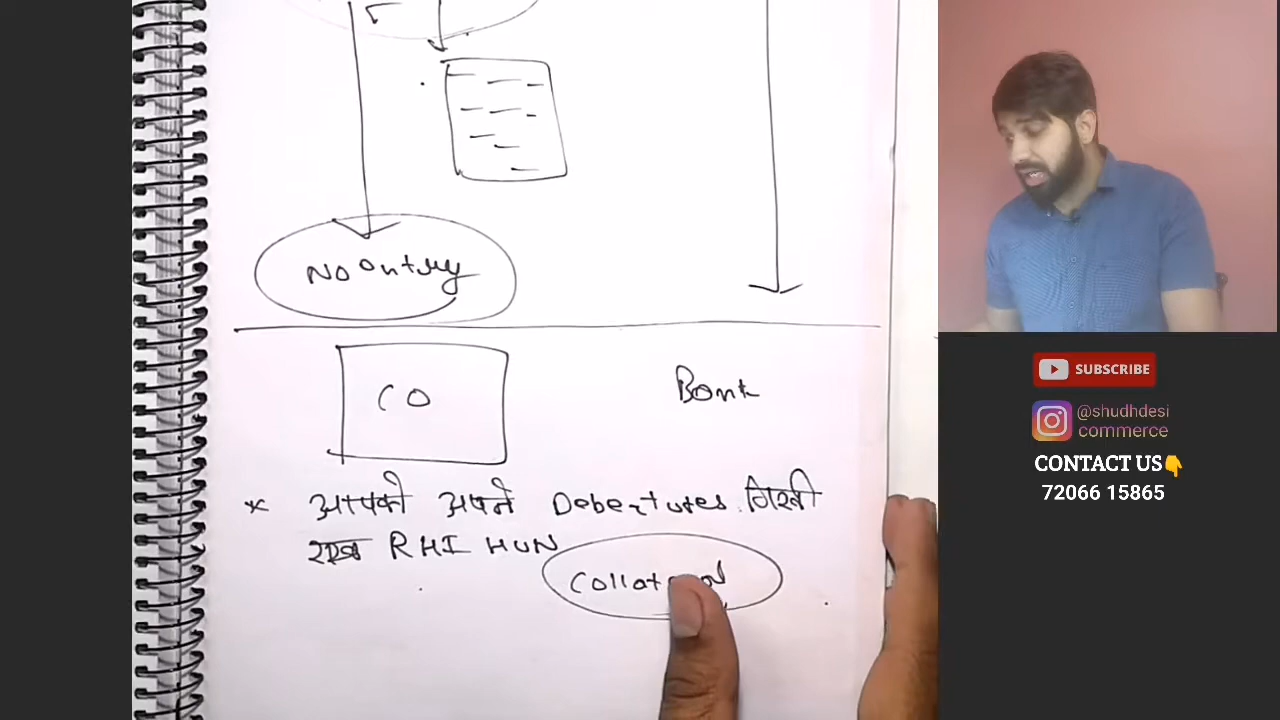 No entry
CO
Bank
* आपको अपने Debentures गिरवी
रख RHI HUN
Collateral
SUBSCRIBE
@shudhdesi
commerce
CONTACT US👇
72066 15865